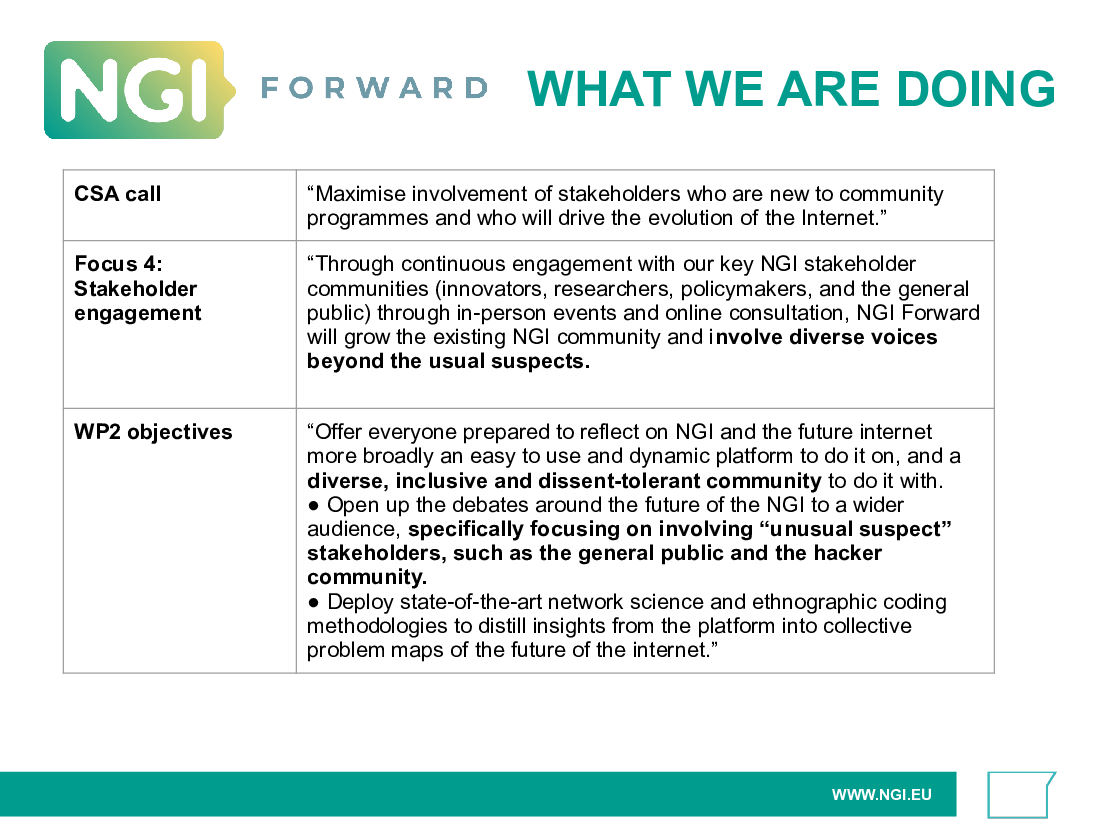 NGI FORWARD WHAT WE ARE DOING
CSA call
“Maximise involvement of stakeholders who are new to community
programmes and who will drive the evolution of the Internet.”
Focus 4:
Stakeholder
engagement
“Through continuous engagement with our key NGI stakeholder
communities (innovators, researchers, policymakers, and the general
public) through in-person events and online consultation, NGI Forward
will grow the existing NGI community and involve diverse voices
beyond the usual suspects.
WP2 objectives
“Offer everyone prepared to reflect on NGI and the future internet
more broadly an easy to use and dynamic platform to do it on, and a
diverse, inclusive and dissent-tolerant community to do it with.
● Open up the debates around the future of the NGI to a wider
audience, specifically focusing on involving “unusual suspect”
stakeholders, such as the general public and the hacker
community.
● Deploy state-of-the-art network science and ethnographic coding
methodologies to distill insights from the platform into collective
problem maps of the future of the internet.”
WWW.NGI.EU